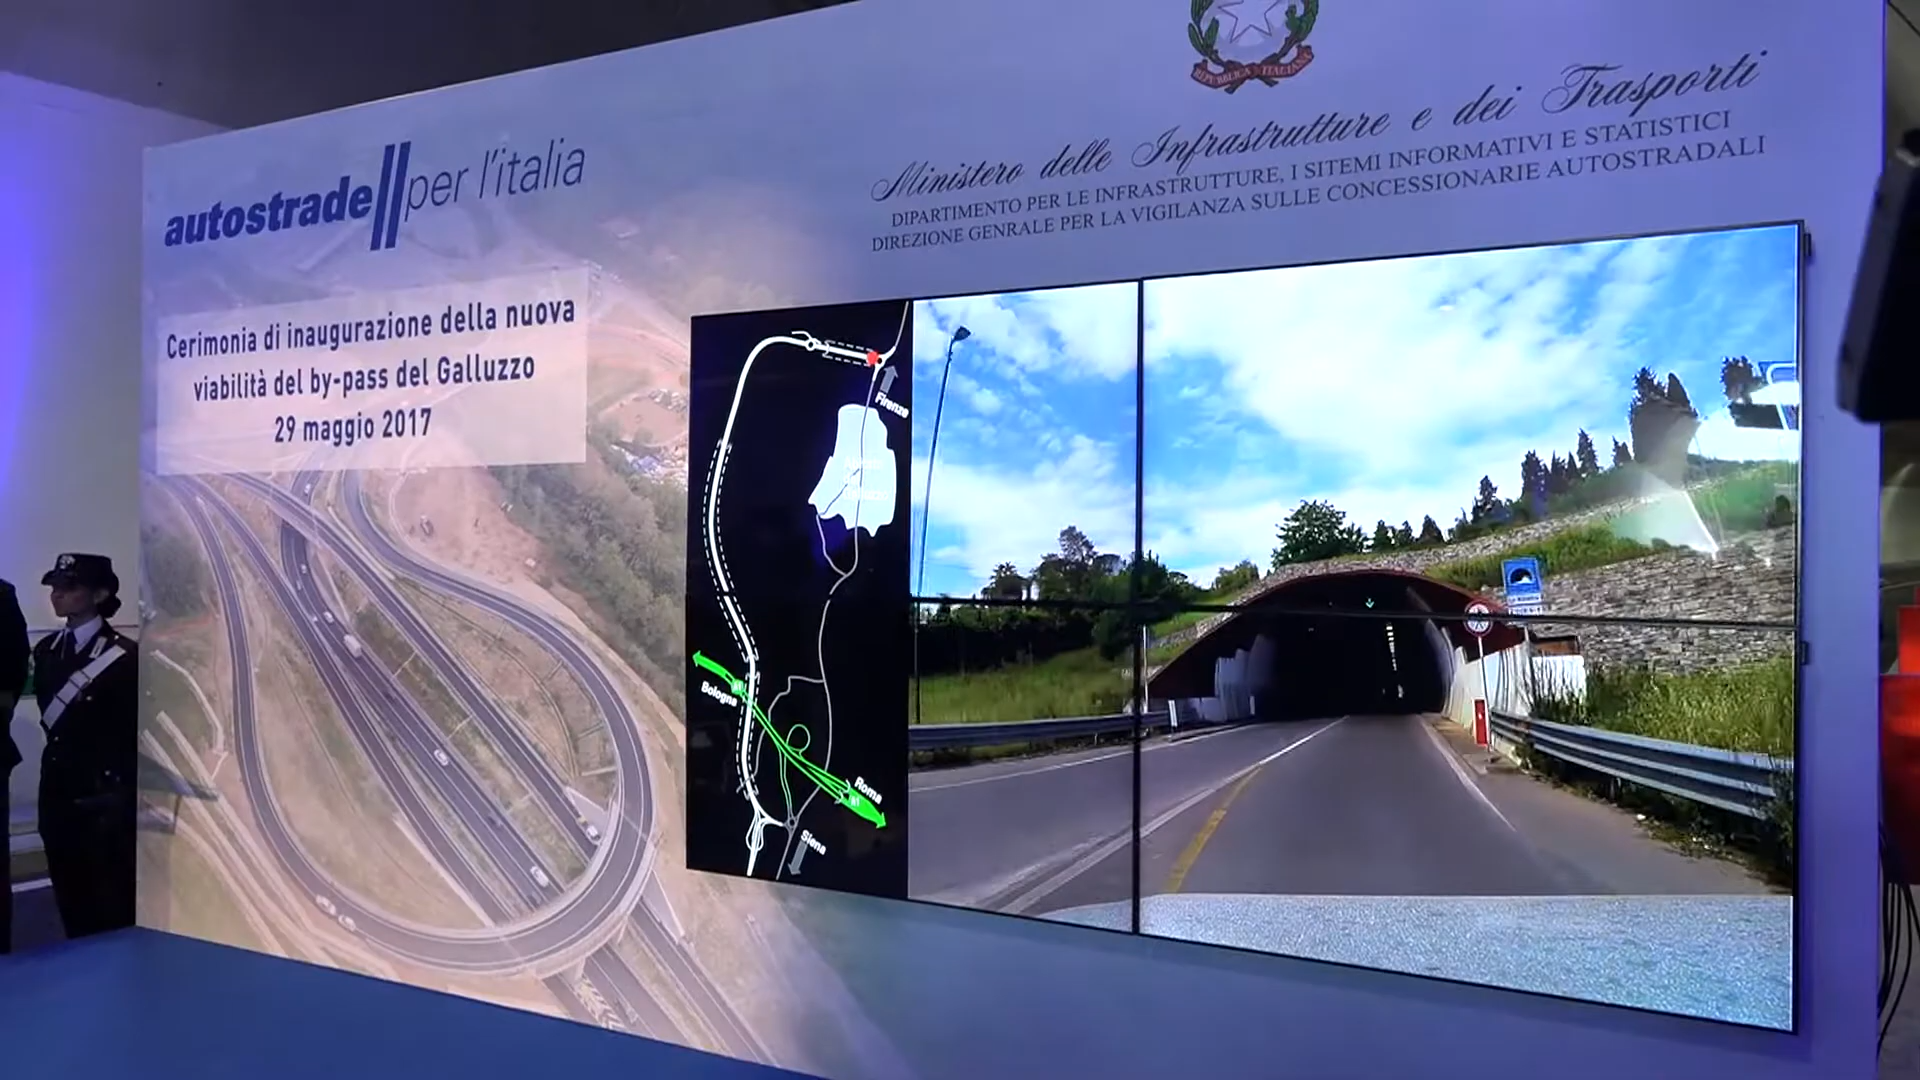 REPUBBLICA ITALIANA
autostrade per l'italia
Ministero delle Infrastrutture e dei Trasporti
DIPARTIMENTO PER LE INFRASTRUTTURE, I SITEMI INFORMATIVI E STATISTICI
DIREZIONE GENRALE PER LA VIGILANZA SULLE CONCESSIONARIE AUTOSTRADALI
Cerimonia di inaugurazione della nuova
viabilità del by-pass del Galluzzo
29 maggio 2017
Firenze
Bologna
Roma
Siena